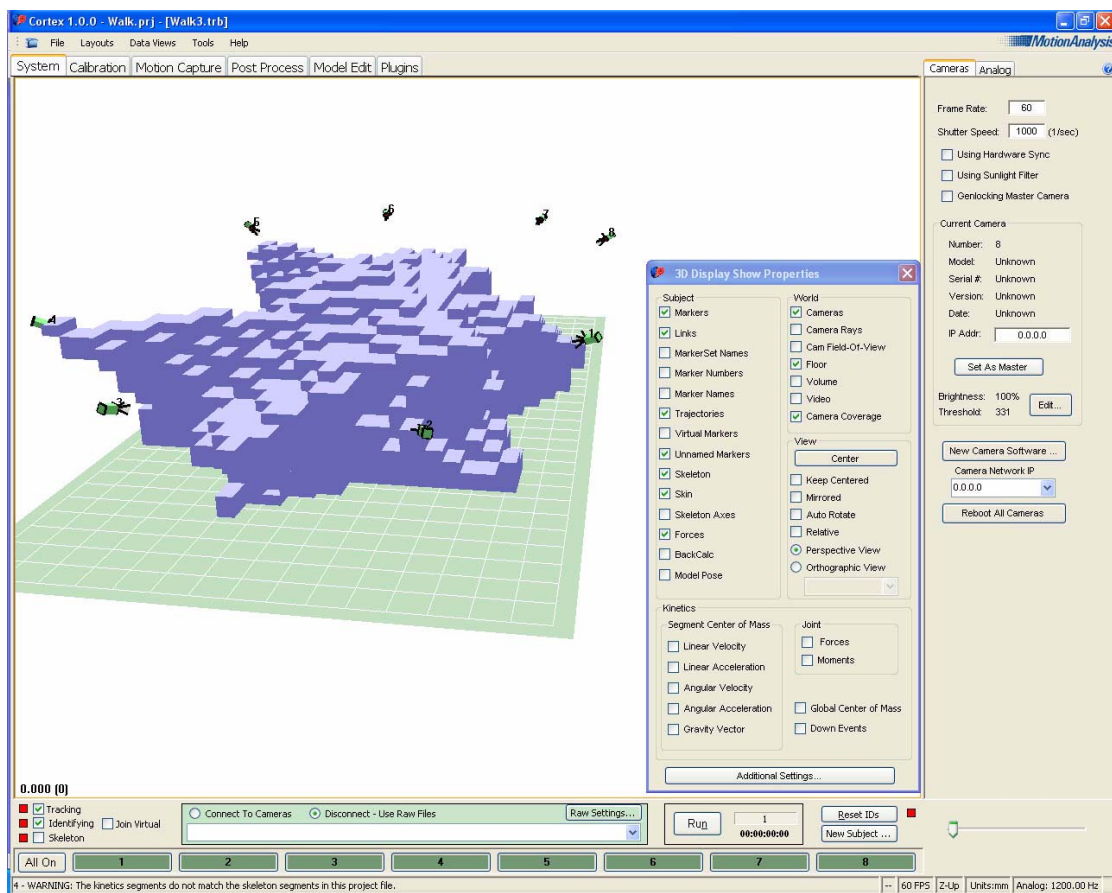 Cortex 1.0.0 - Walk.prj - [Walk3.trb]
File Layouts Data Views Tools Help
MotionAnalysis
System Calibration Motion Capture Post Process Model Edit Plugins
Cameras Analog
Frame Rate: 60
Shutter Speed: 1000 (1/sec)
Using Hardware Sync
Using Sunlight Filter
Genlocking Master Camera
Current Camera
Number: 8
Model: Unknown
Serial #: Unknown
Version: Unknown
Date: Unknown
IP Addr: 0.0.0.0
Set As Master
Brightness: 100%
Threshold: 331
Edit...
New Camera Software ...
Camera Network IP
0.0.0.0
Reboot All Cameras
5
6
7
8
4
1
3
2
3D Display Show Properties
Subject
Markers
Links
MarkerSet Names
Marker Numbers
Marker Names
Trajectories
Virtual Markers
Unnamed Markers
Skeleton
Skin
Skeleton Axes
Forces
BackCalc
Model Pose
World
Cameras
Camera Rays
Cam Field-Of-View
Floor
Volume
Video
Camera Coverage
View
Center
Keep Centered
Mirrored
Auto Rotate
Relative
Perspective View
Orthographic View
Kinetics
Segment Center of Mass
Linear Velocity
Linear Acceleration
Angular Velocity
Angular Acceleration
Gravity Vector
Joint
Forces
Moments
Global Center of Mass
Down Events
Additional Settings...
0.000 (0)
Tracking
Identifying Join Virtual
Skeleton
Connect To Cameras Disconnect - Use Raw Files Raw Settings...
Run
1
00:00:00:00
Reset IDs
New Subject ...
All On 1 2 3 4 5 6 7 8
4 - WARNING: The kinetics segments do not match the skeleton segments in this project file.
-- 60 FPS Z-Up Units:mm Analog: 1200.00 Hz